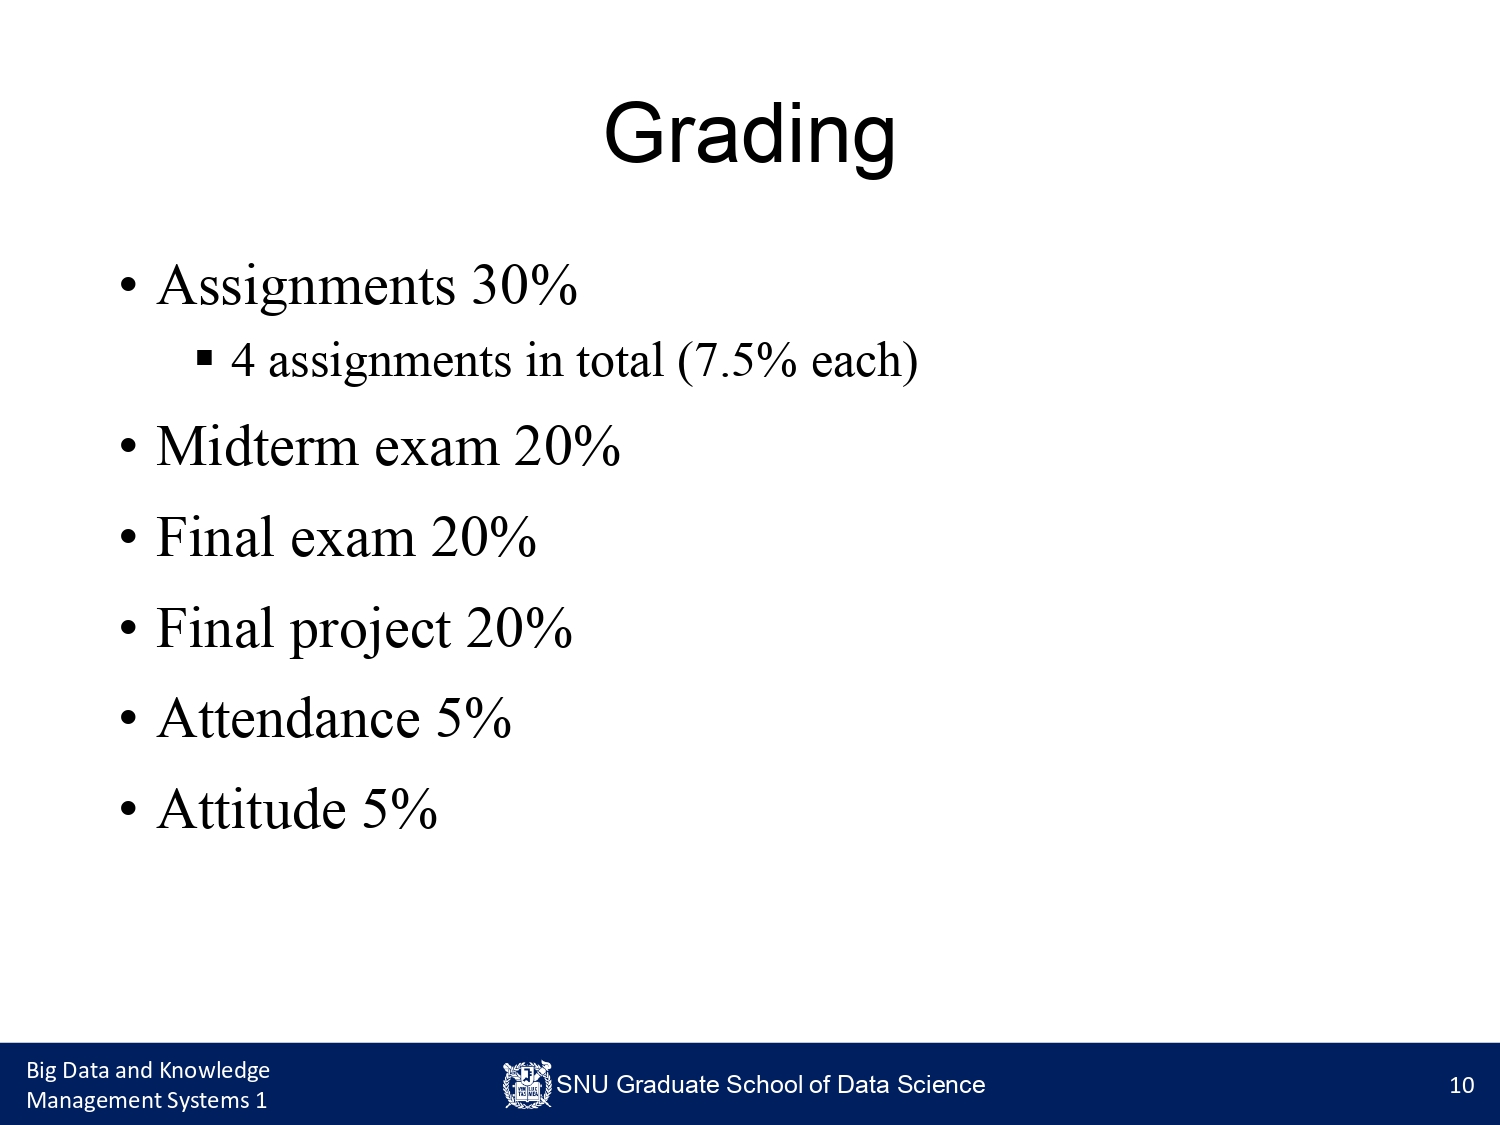 Grading
• Assignments 30%
▪ 4 assignments in total (7.5% each)
• Midterm exam 20%
• Final exam 20%
• Final project 20%
• Attendance 5%
• Attitude 5%
Big Data and Knowledge
Management Systems 1
SNU Graduate School of Data Science
10